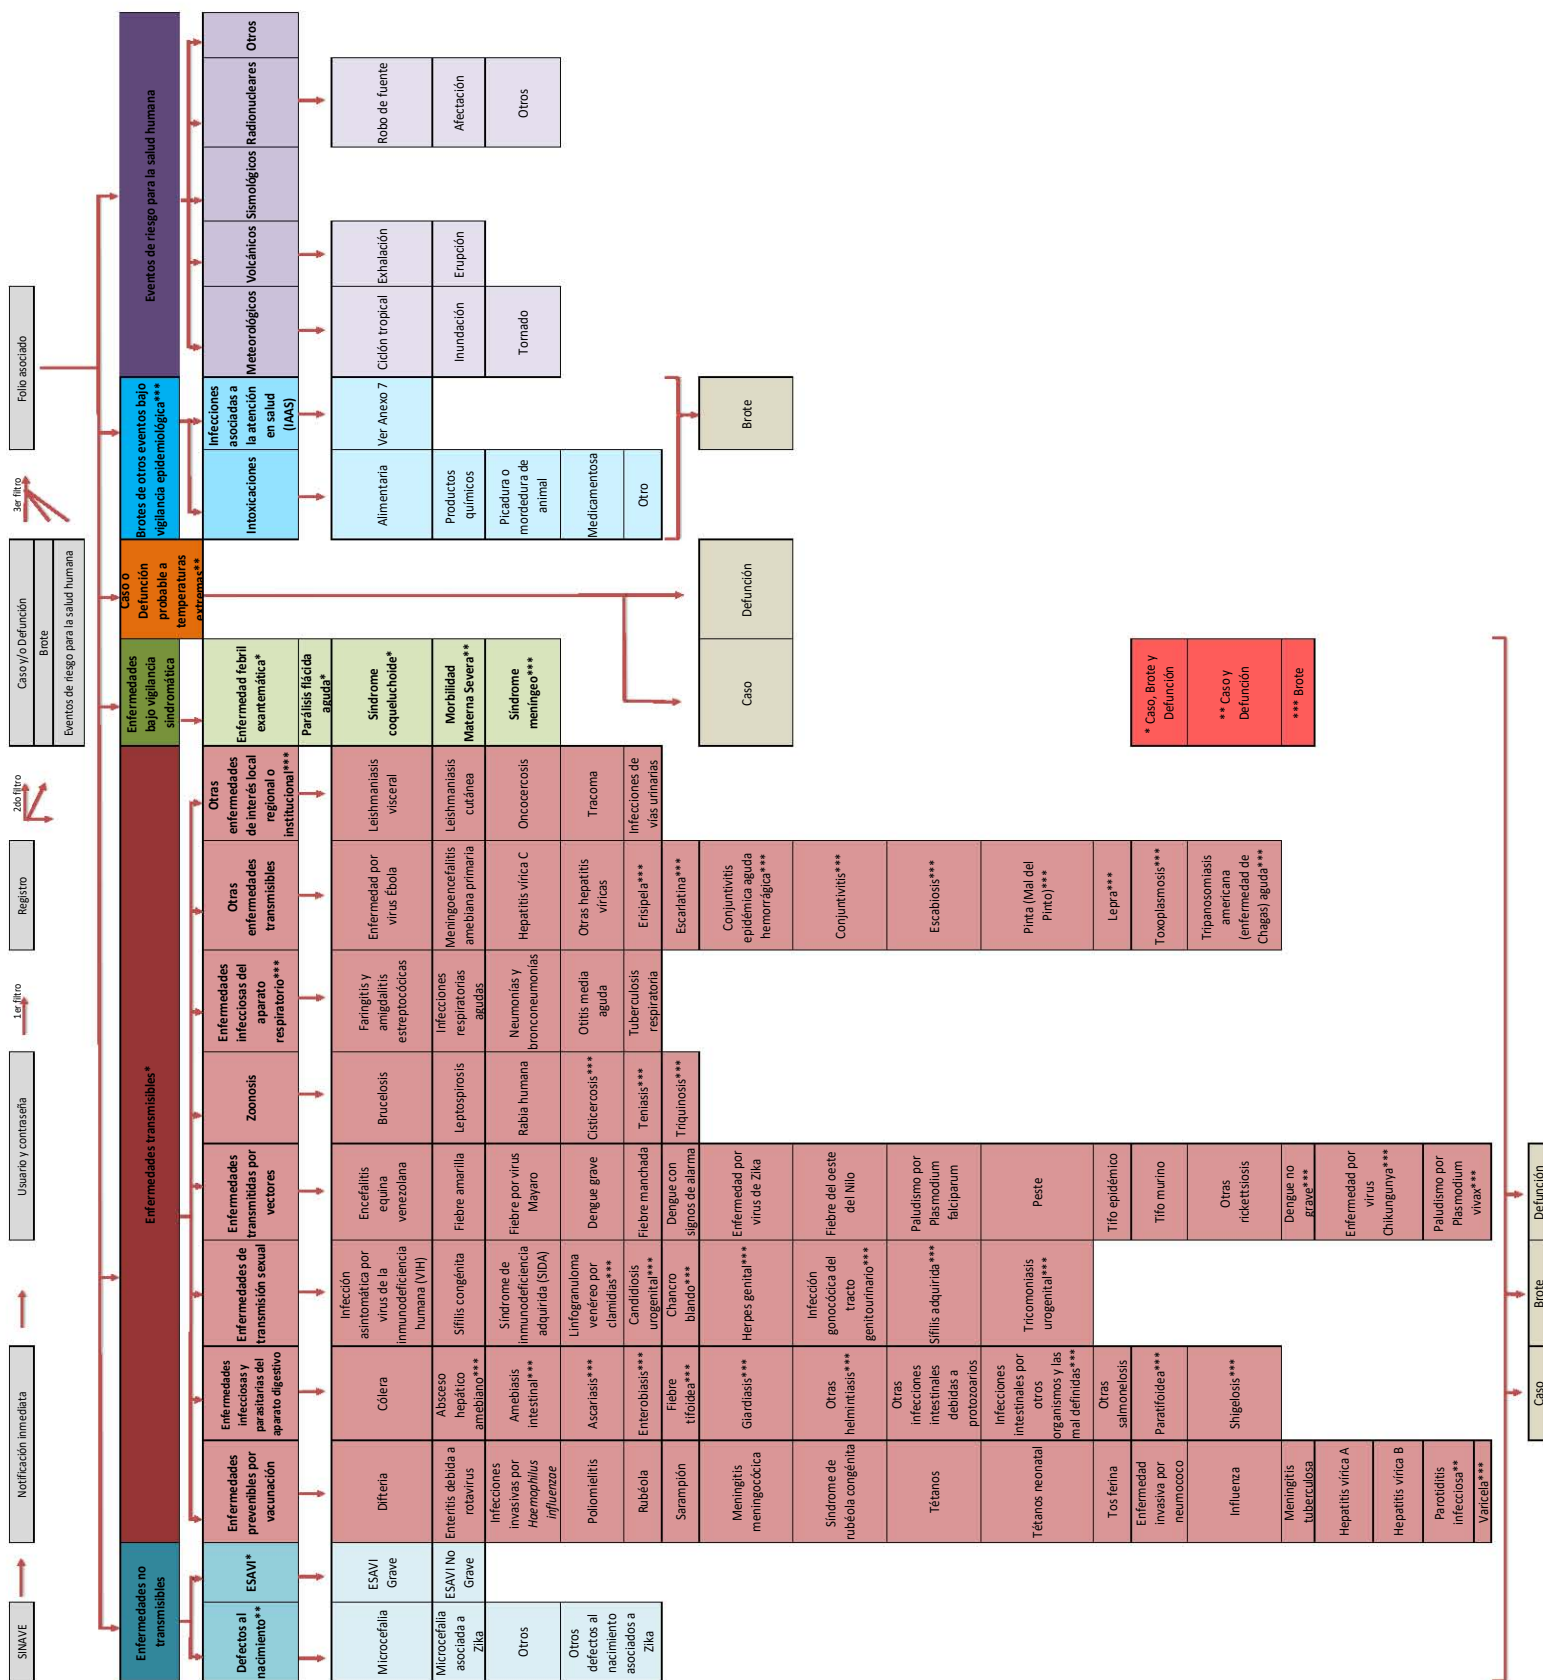 SINAVE
Notificación inmediata
Usuario y contraseña
1er filtro
Registro
2do filtro
Caso y/o Defunción
Brote
Eventos de riesgo para la salud humana
3er filtro
Folio asociado
Enfermedades no
transmisibles
Enfermedades transmisibles*
Enfermedades
bajo vigilancia
sindromática
Caso o
Defunción
probable a
temperaturas
extremas**
Brotes de otros eventos bajo
vigilancia epidemiológica***
Eventos de riesgo para la salud humana
Defectos al
nacimiento**
ESAVI*
Enfermedades
prevenibles por
vacunación
Enfermedades
infecciosas y
parasitarias del
aparato digestivo
Enfermedades de
transmisión sexual
Enfermedades
transmitidas por
vectores
Zoonosis
Enfermedades
infecciosas del
aparato
respiratorio***
Otras
enfermedades
transmisibles
Otras
enfermedades
de interés local
regional o
institucional***
Enfermedad febril
exantemática*
Parálisis flácida
aguda*
Síndrome
coqueluchoide*
Morbilidad
Materna Severa**
Síndrome
meníngeo***
Intoxicaciones
Infecciones
asociadas a
la atención
en salud
(IAAS)
Meteorológicos
Volcánicos
Sismológicos
Radionucleares
Otros
Microcefalia
Microcefalia
asociada a
Zika
Otros
Otros
defectos al
nacimiento
asociados a
Zika
ESAVI
Grave
ESAVI No
Grave
Difteria
Enteritis debida a
rotavirus
Infecciones
invasivas por
Haemophilus
influenzae
Poliomielitis
Rubéola
Sarampión
Meningitis
meningocócica
Síndrome de
rubéola congénita
Tétanos
Tétanos neonatal
Tos ferina
Enfermedad
invasiva por
neumococo
Influenza
Meningitis
tuberculosa
Hepatitis vírica A
Hepatitis vírica B
Parotiditis
infecciosa**
Varicela***
Cólera
Absceso
hepático
amebiano***
Amebiasis
intestinal***
Ascariasis***
Enterobiasis***
Fiebre
tifoidea***
Giardiasis***
Otras
helmintiasis***
Otras
infecciones
intestinales
debidas a
protozoarios
Infecciones
intestinales por
otros
organismos y las
mal definidas***
Otras
salmonelosis
Paratifoidea***
Shigelosis***
Infección
asintomática por
virus de la
inmunodeficiencia
humana (VIH)
Sífilis congénita
Síndrome de
inmunodeficiencia
adquirida (SIDA)
Linfogranuloma
venéreo por
clamidias***
Candidiosis
urogenital***
Chancro
blando***
Herpes genital***
Infección
gonocócica del
tracto
genitourinario***
Sífilis adquirida***
Tricomoniasis
urogenital***
Encefalitis
equina
venezolana
Fiebre amarilla
Fiebre por virus
Mayaro
Dengue grave
Fiebre manchada
Dengue con
signos de alarma
Enfermedad por
virus de Zika
Fiebre del oeste
del Nilo
Paludismo por
Plasmodium
falciparum
Peste
Tifo epidémico
Tifo murino
Otras
rickettsiosis
Dengue no
grave***
Enfermedad por
virus
Chikungunya***
Paludismo por
Plasmodium
vivax***
Brucelosis
Leptospirosis
Rabia humana
Cisticercosis***
Teniasis***
Triquinosis***
Faringitis y
amigdalitis
estreptocócicas
Infecciones
respiratorias
agudas
Neumonías y
bronconeumonías
Otitis media
aguda
Tuberculosis
respiratoria
Enfermedad por
virus Ébola
Meningoencefalitis
amebiana primaria
Hepatitis vírica C
Otras hepatitis
víricas
Erisipela***
Escarlatina***
Conjuntivitis
epidémica aguda
hemorrágica***
Conjuntivitis***
Escabiosis***
Pinta (Mal del
Pinto)***
Lepra***
Toxoplasmosis***
Tripanosomiasis
americana
(enfermedad de
Chagas) aguda***
Leishmaniasis
visceral
Leishmaniasis
cutánea
Oncocercosis
Tracoma
Infecciones de
vías urinarias
Alimentaria
Productos
químicos
Picadura o
mordedura de
animal
Medicamentosa
Otro
Ver Anexo 7
Ciclón tropical
Inundación
Tornado
Exhalación
Erupción
Robo de fuente
Afectación
Otros
Caso
Defunción
Brote
* Caso, Brote y
Defunción
** Caso y
Defunción
*** Brote
Caso
Brote
Defunción